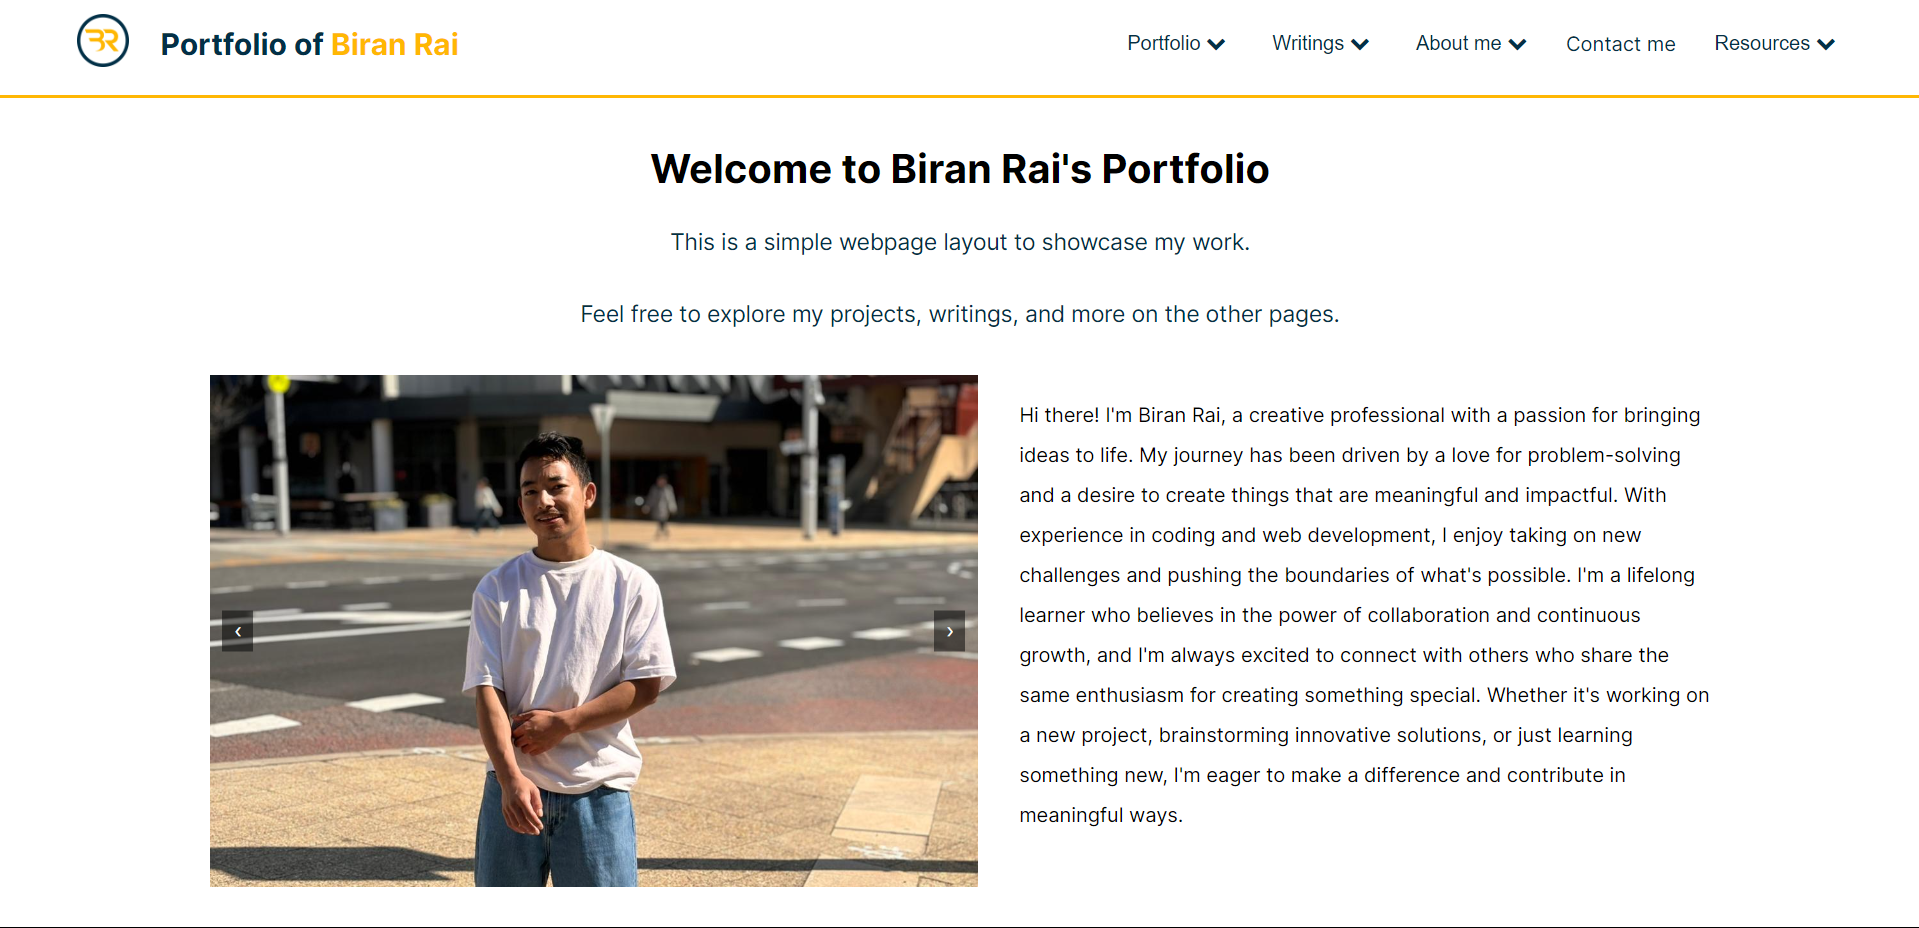 BR
Portfolio of Biran Rai
Portfolio
Writings
About me
Contact me
Resources
Welcome to Biran Rai's Portfolio
This is a simple webpage layout to showcase my work.
Feel free to explore my projects, writings, and more on the other pages.
Hi there! I'm Biran Rai, a creative professional with a passion for bringing
ideas to life. My journey has been driven by a love for problem-solving
and a desire to create things that are meaningful and impactful. With
experience in coding and web development, I enjoy taking on new
challenges and pushing the boundaries of what's possible. I'm a lifelong
learner who believes in the power of collaboration and continuous
growth, and I'm always excited to connect with others who share the
same enthusiasm for creating something special. Whether it's working on
a new project, brainstorming innovative solutions, or just learning
something new, I'm eager to make a difference and contribute in
meaningful ways.